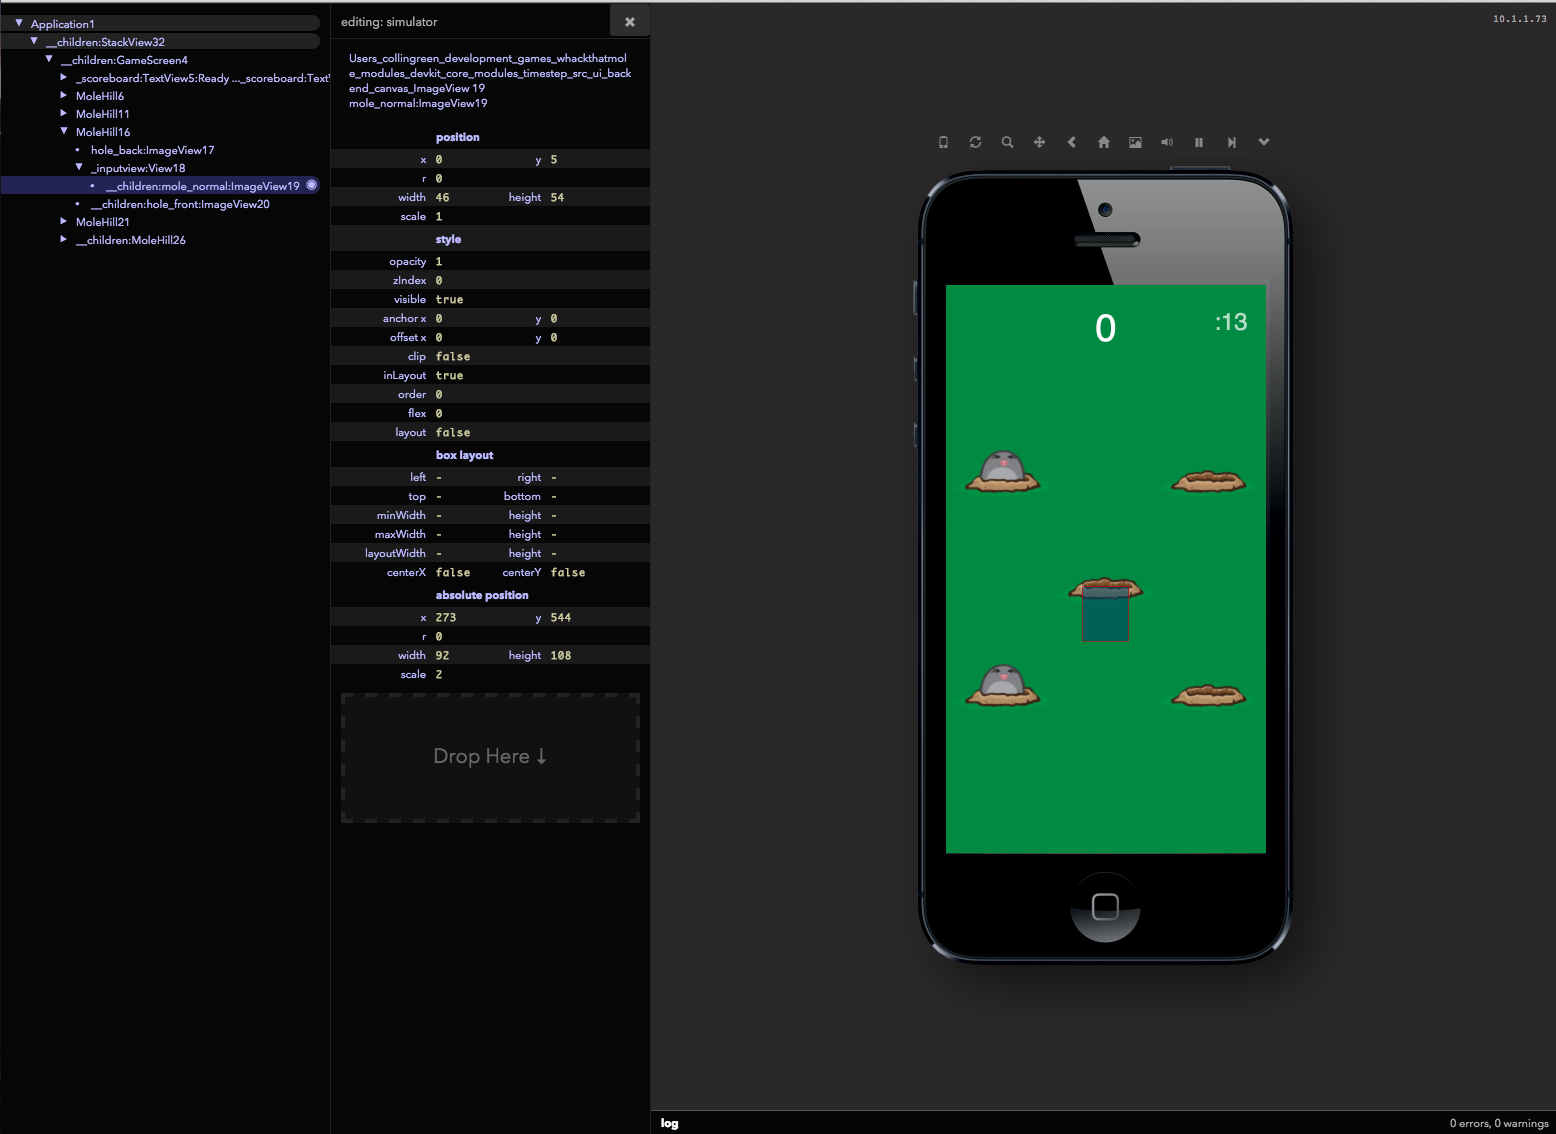 Application1
__children:StackView32
__children:GameScreen4
_scoreboard:TextView5:Ready ..._scoreboard:Text
MoleHill6
MoleHill11
MoleHill16
hole_back:ImageView17
_inputview:View18
__children:mole_normal:ImageView19
__children:hole_front:ImageView20
MoleHill21
__children:MoleHill26
editing: simulator
Users_collingreen_development_games_whackthatmol
e_modules_devkit_core_modules_timestep_src_ui_back
end_canvas_ImageView 19
mole_normal:ImageView19
position
x 0 y 5
r 0
width 46 height 54
scale 1
style
opacity 1
zIndex 0
visible true
anchor x 0 y 0
offset x 0 y 0
clip false
inLayout true
order 0
flex 0
layout false
box layout
left - right -
top - bottom -
minWidth - height -
maxWidth - height -
layoutWidth - height -
centerX false centerY false
absolute position
x 273 y 544
r 0
width 92 height 108
scale 2
Drop Here ↓
10.1.1.73
0 :13
log
0 errors, 0 warnings